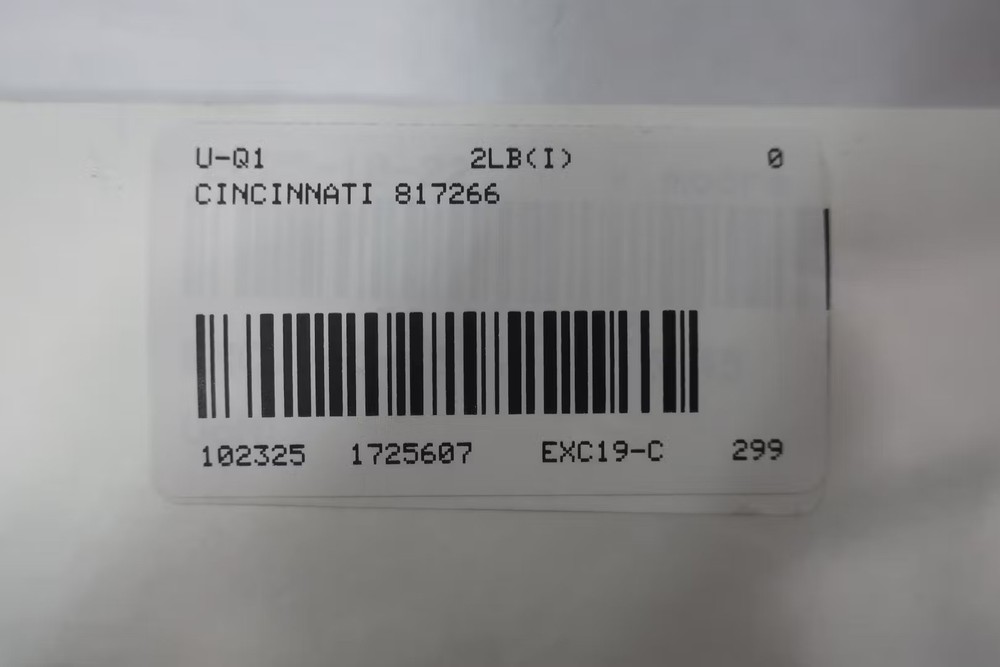 U-Q1 2LB(I) 0
CINCINNATI 817266
102325 1725607 EXC19-C 299